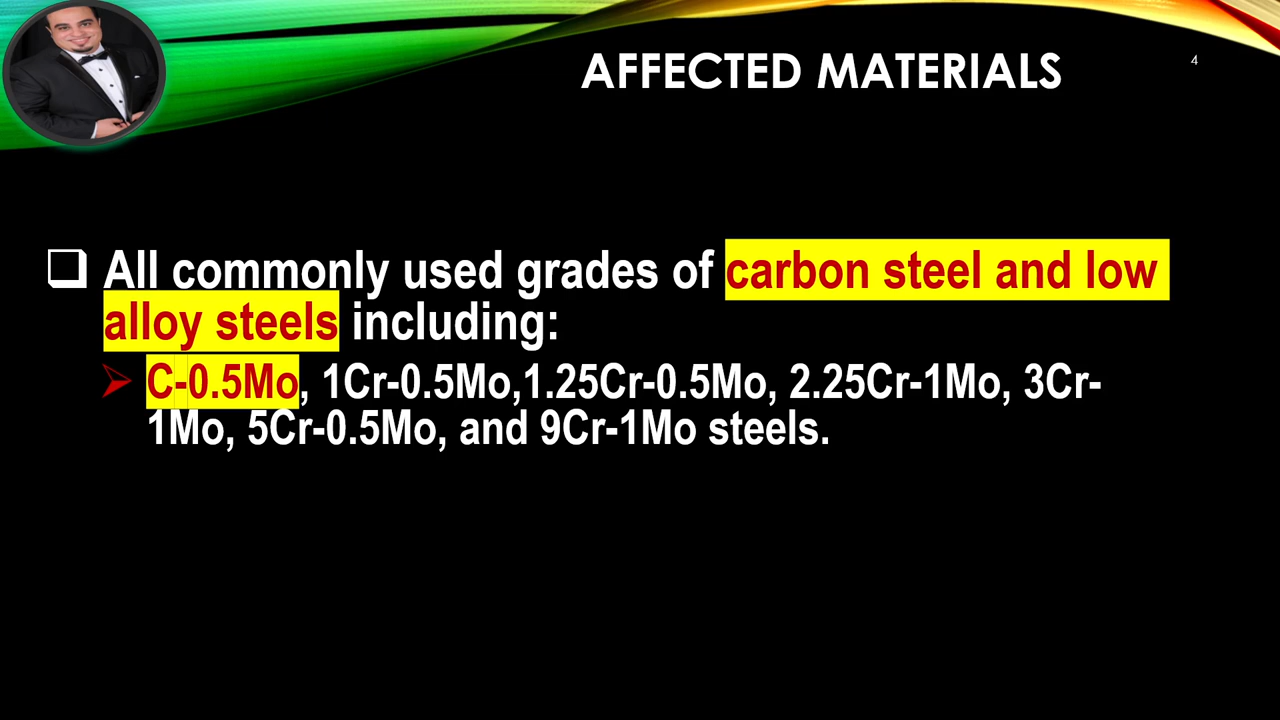 AFFECTED MATERIALS
4
❑ All commonly used grades of carbon steel and low
alloy steels including:
➢ C-0.5Mo, 1Cr-0.5Mo,1.25Cr-0.5Mo, 2.25Cr-1Mo, 3Cr-
1Mo, 5Cr-0.5Mo, and 9Cr-1Mo steels.